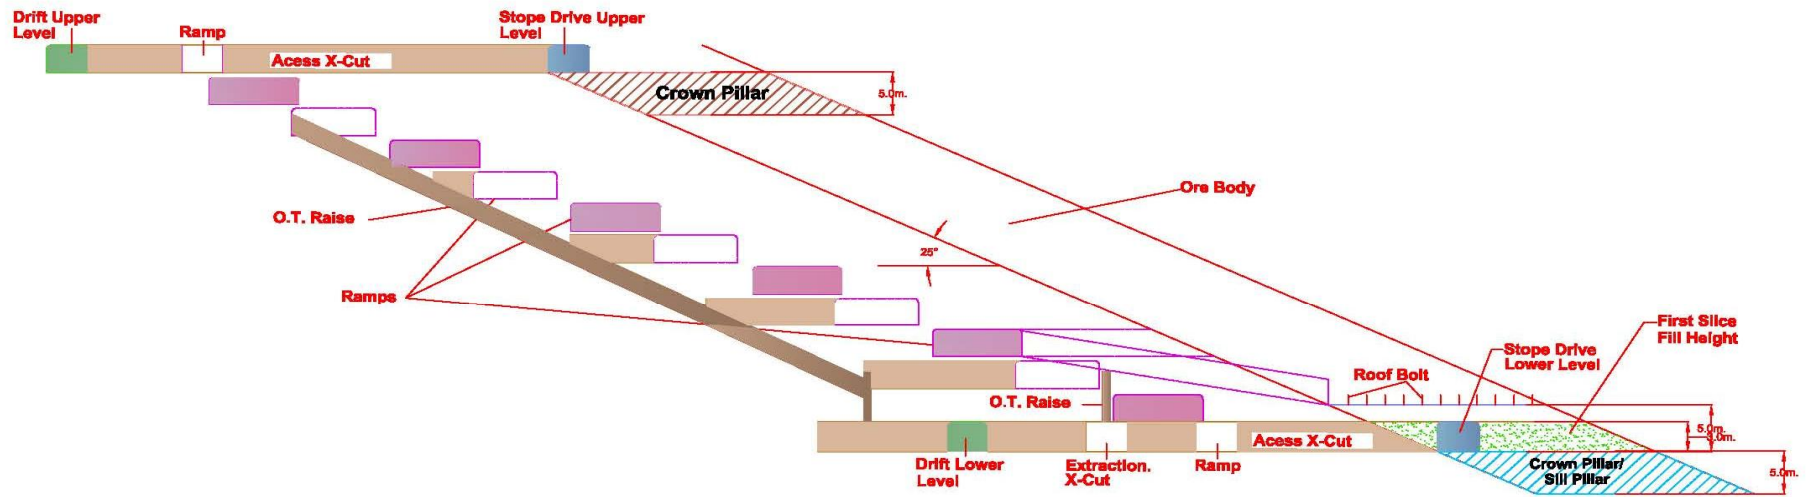 Drift Upper
Level
Ramp
Stope Drive Upper
Level
Acess X-Cut
Crown Pillar
5.0m.
Ore Body
O.T. Raise
25°
Ramps
First Slice
Fill Height
Stope Drive
Lower Level
Roof Bolt
O.T. Raise
5.0m.
Acess X-Cut
Drift Lower
Level
Extraction.
X-Cut
Ramp
Crown Pillar/
Sill Pillar
5.0m.